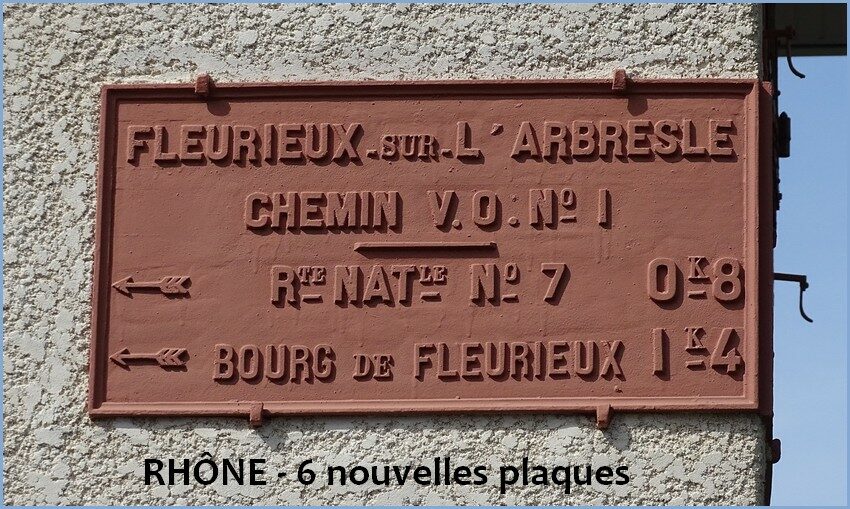 FLEURIEUX-SUR-L'ARBRESLE
CHEMIN V.O. Nº 1
RTE NATLE Nº 7 0K8
BOURG DE FLEURIEUX 1K4
RHÔNE - 6 nouvelles plaques